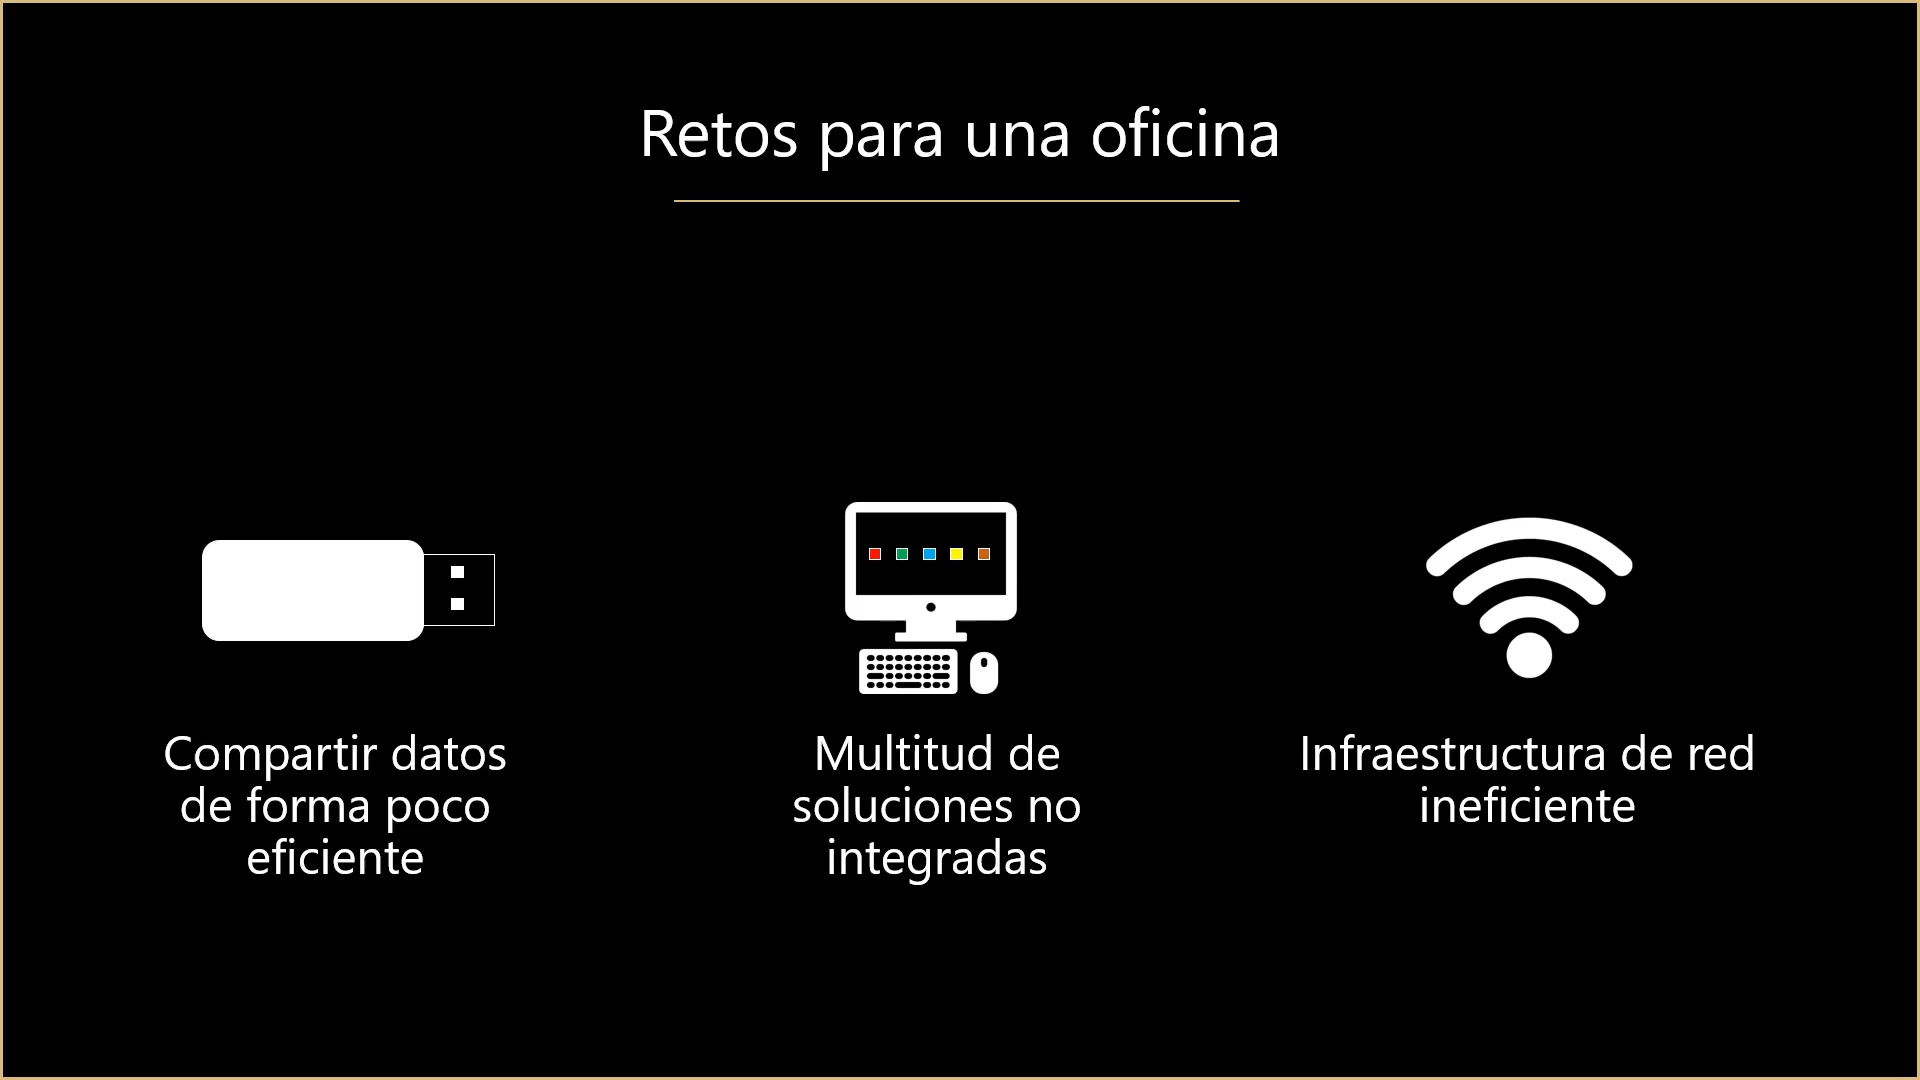 Retos para una oficina
Compartir datos
de forma poco
eficiente
Multitud de
soluciones no
integradas
Infraestructura de red
ineficiente